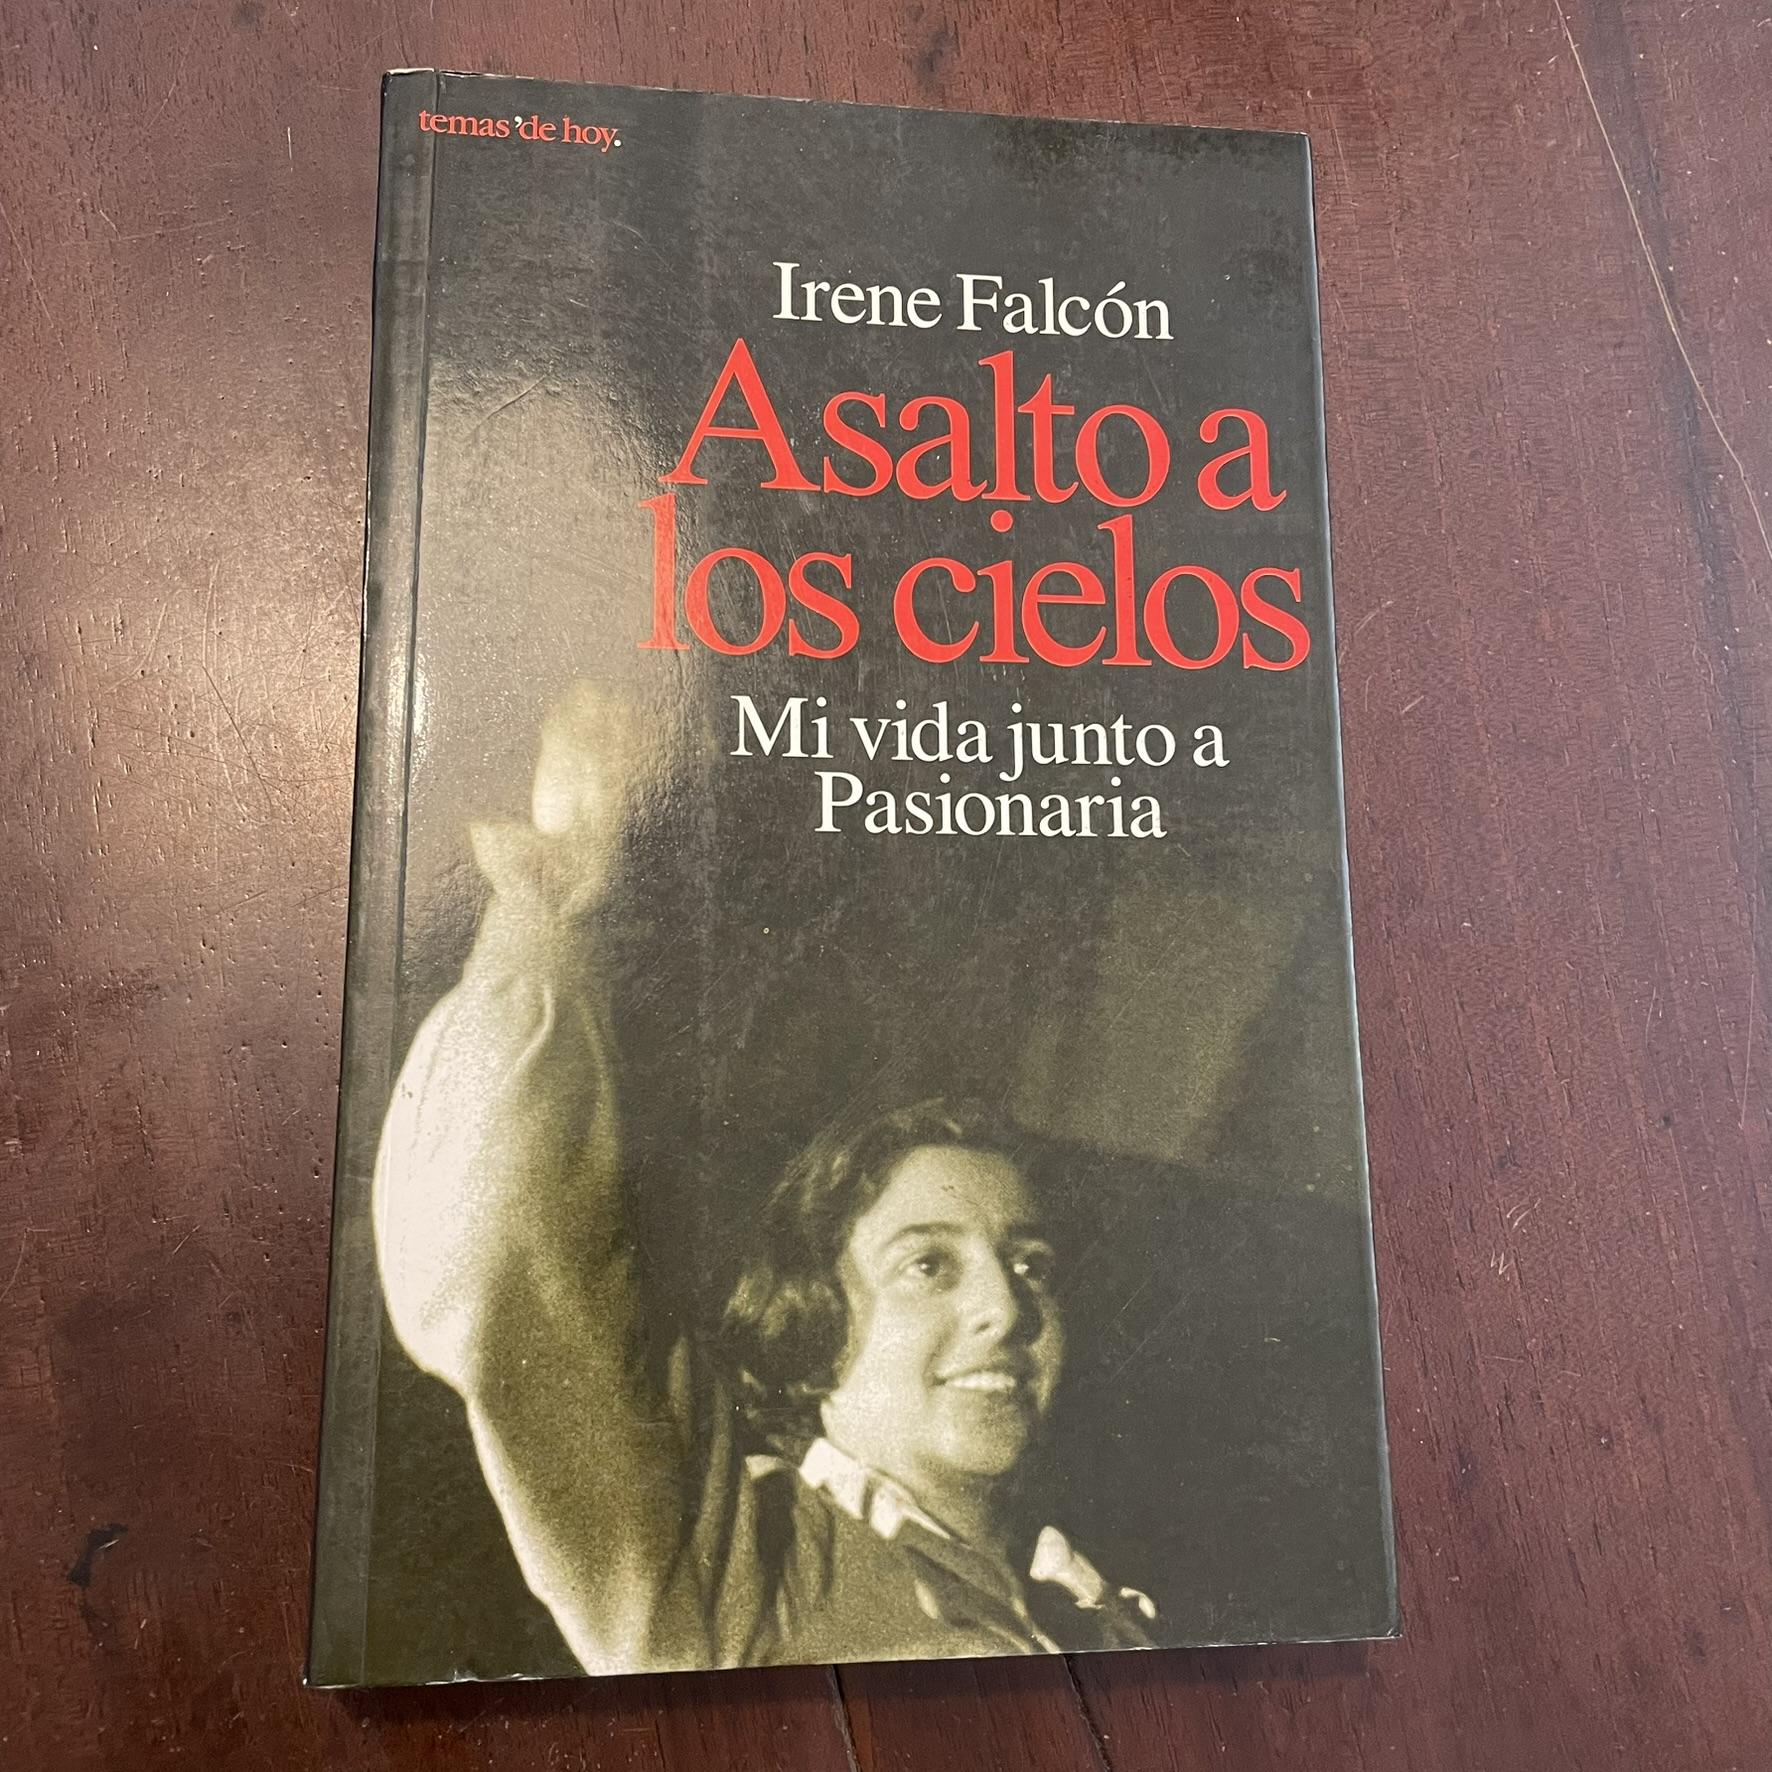 temas 'de hoy.
Irene Falcón
Asalto a
los cielos
Mi vida junto a
Pasionaria